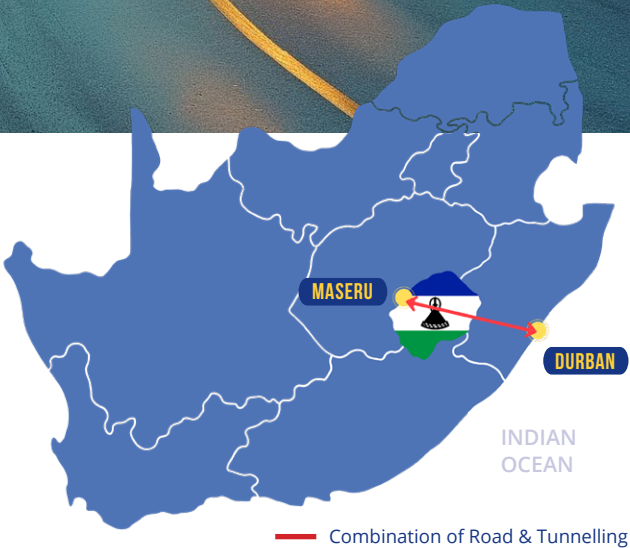 MASERU
DURBAN
INDIAN
OCEAN
Combination of Road & Tunnelling